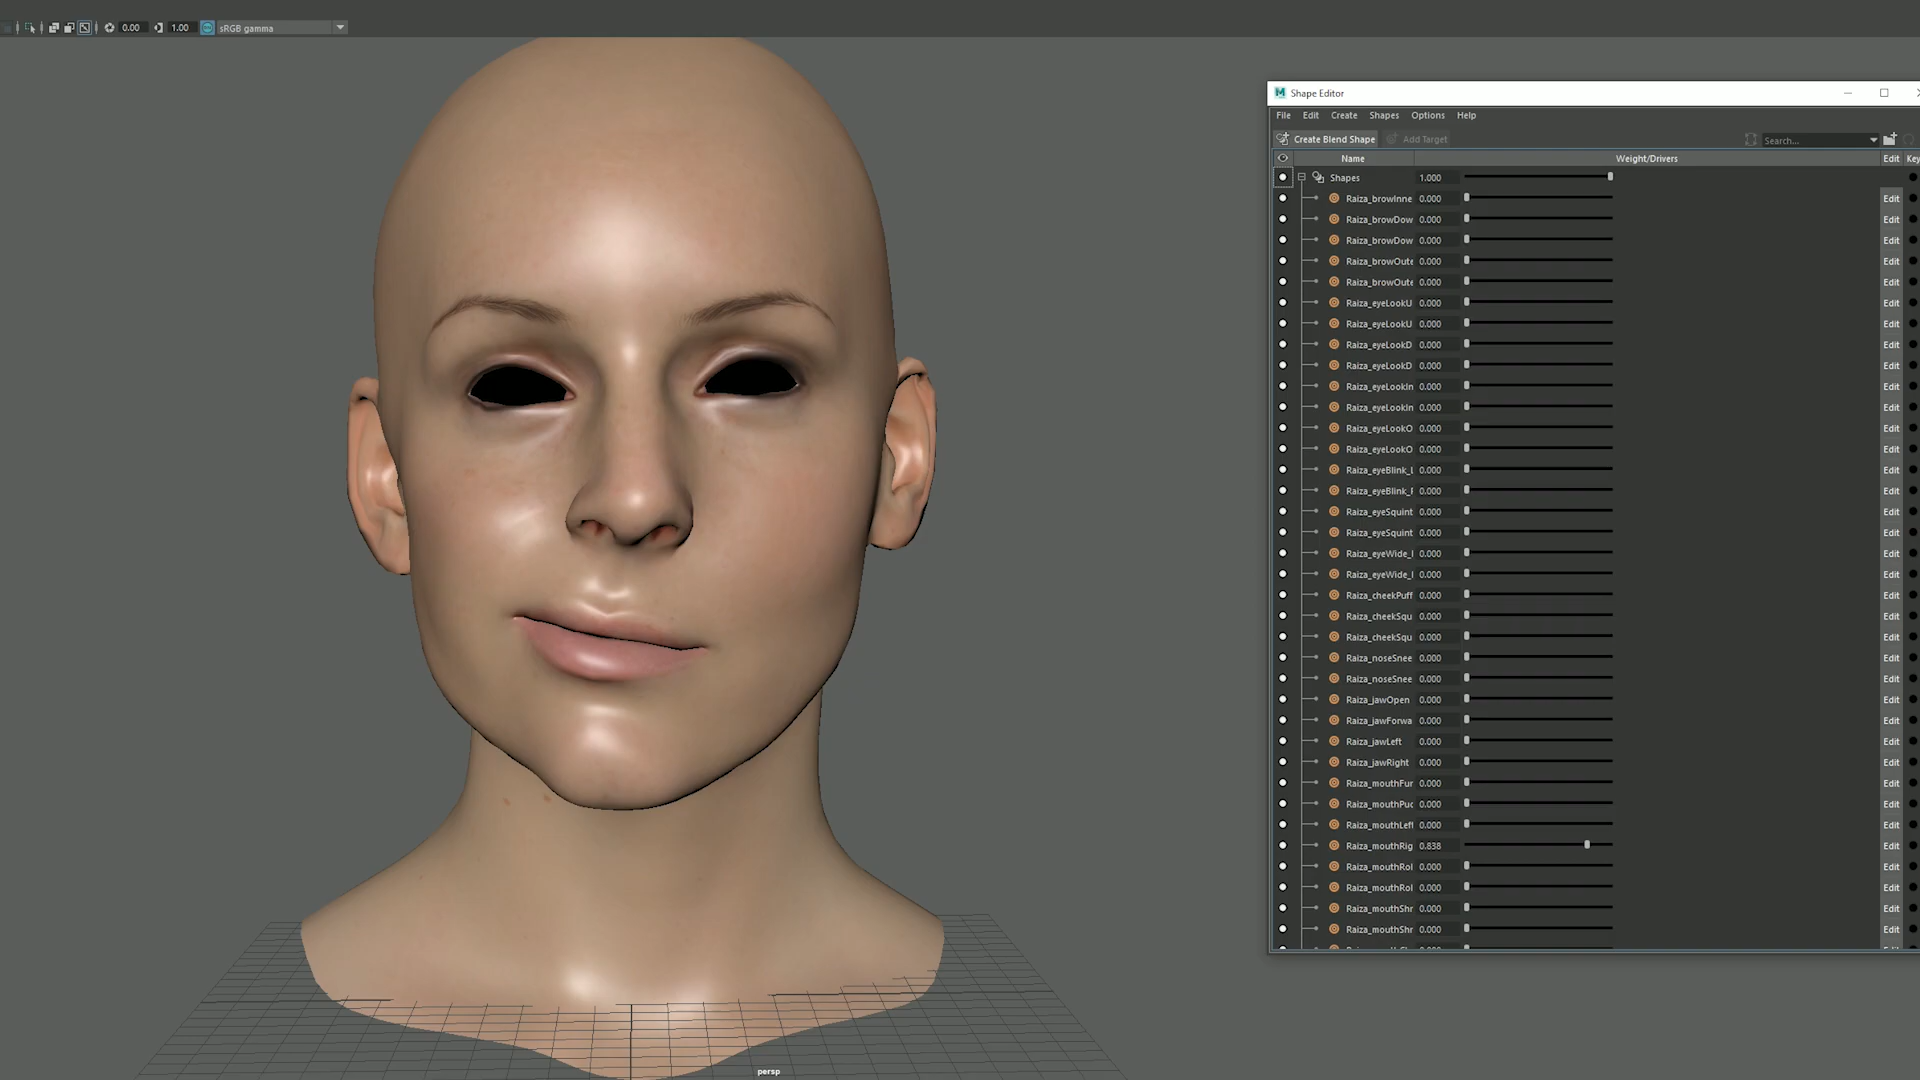 0.00 1.00 sRGB gamma
Shape Editor
File Edit Create Shapes Options Help
Create Blend Shape Add Target Search...
Name Weight/Drivers Edit Key
Shapes 1.000
Raiza_browInne 0.000 Edit
Raiza_browDow 0.000 Edit
Raiza_browDow 0.000 Edit
Raiza_browOute 0.000 Edit
Raiza_browOute 0.000 Edit
Raiza_eyeLookU 0.000 Edit
Raiza_eyeLookU 0.000 Edit
Raiza_eyeLookD 0.000 Edit
Raiza_eyeLookD 0.000 Edit
Raiza_eyeLookIn 0.000 Edit
Raiza_eyeLookIn 0.000 Edit
Raiza_eyeLookO 0.000 Edit
Raiza_eyeLookO 0.000 Edit
Raiza_eyeBlink_L 0.000 Edit
Raiza_eyeBlink_R 0.000 Edit
Raiza_eyeSquint 0.000 Edit
Raiza_eyeSquint 0.000 Edit
Raiza_eyeWide_ 0.000 Edit
Raiza_eyeWide_ 0.000 Edit
Raiza_cheekPuff 0.000 Edit
Raiza_cheekSqu 0.000 Edit
Raiza_cheekSqu 0.000 Edit
Raiza_noseSnee 0.000 Edit
Raiza_noseSnee 0.000 Edit
Raiza_jawOpen 0.000 Edit
Raiza_jawForwa 0.000 Edit
Raiza_jawLeft 0.000 Edit
Raiza_jawRight 0.000 Edit
Raiza_mouthFun 0.000 Edit
Raiza_mouthPuc 0.000 Edit
Raiza_mouthLeft 0.000 Edit
Raiza_mouthRig 0.838 Edit
Raiza_mouthRol 0.000 Edit
Raiza_mouthRol 0.000 Edit
Raiza_mouthShr 0.000 Edit
Raiza_mouthShr 0.000 Edit
persp